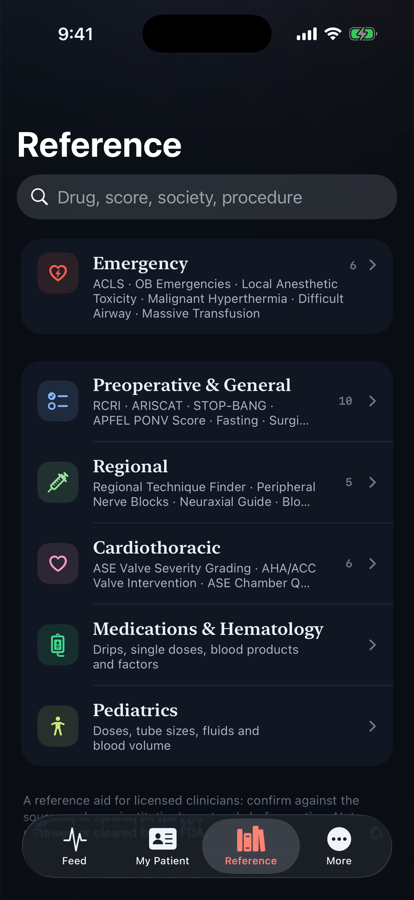 9:41
Reference
Drug, score, society, procedure
Emergency
6
ACLS · OB Emergencies · Local Anesthetic
Toxicity · Malignant Hyperthermia · Difficult
Airway · Massive Transfusion
Preoperative & General
10
RCRI · ARISCAT · STOP-BANG ·
APFEL PONV Score · Fasting · Surgi...
Regional
5
Regional Technique Finder · Peripheral
Nerve Blocks · Neuraxial Guide · Blo...
Cardiothoracic
6
ASE Valve Severity Grading · AHA/ACC
Valve Intervention · ASE Chamber Q...
Medications & Hematology
Drips, single doses, blood products
and factors
Pediatrics
Doses, tube sizes, fluids and
blood volume
A reference aid for licensed clinicians: confirm against the
Feed
My Patient
Reference
More